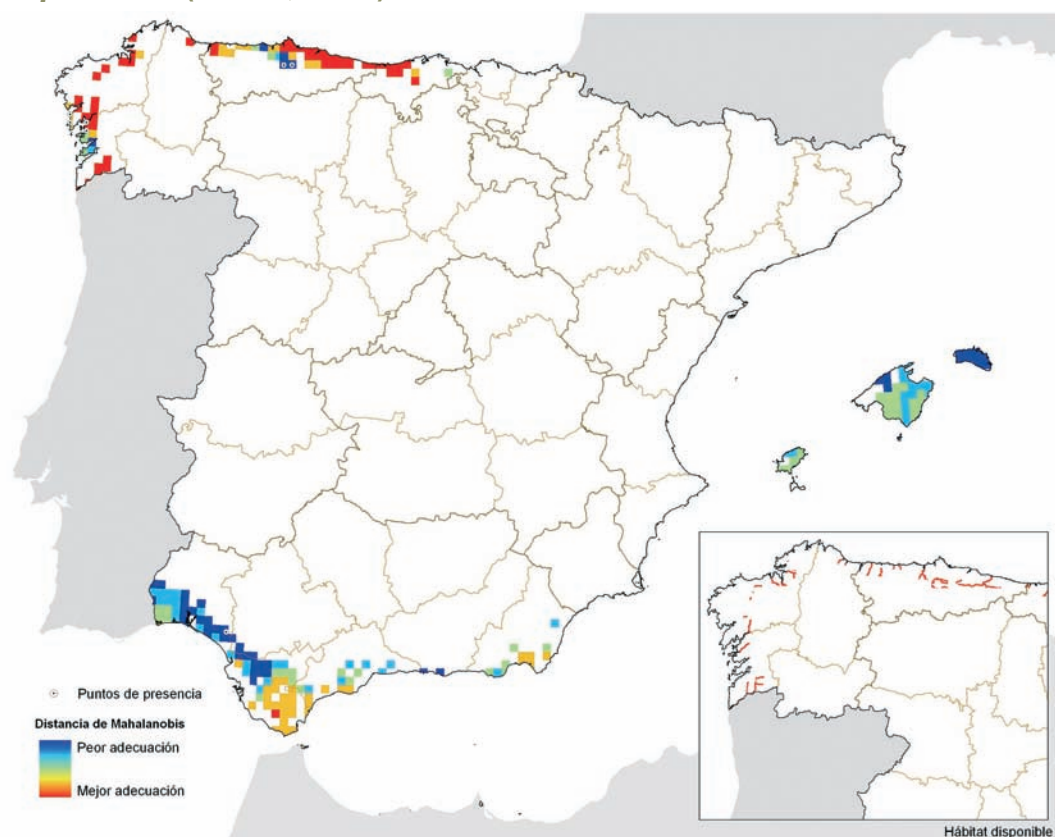 Puntos de presencia
Distancia de Mahalanobis
Peor adecuación
Mejor adecuación
Hábitat disponible